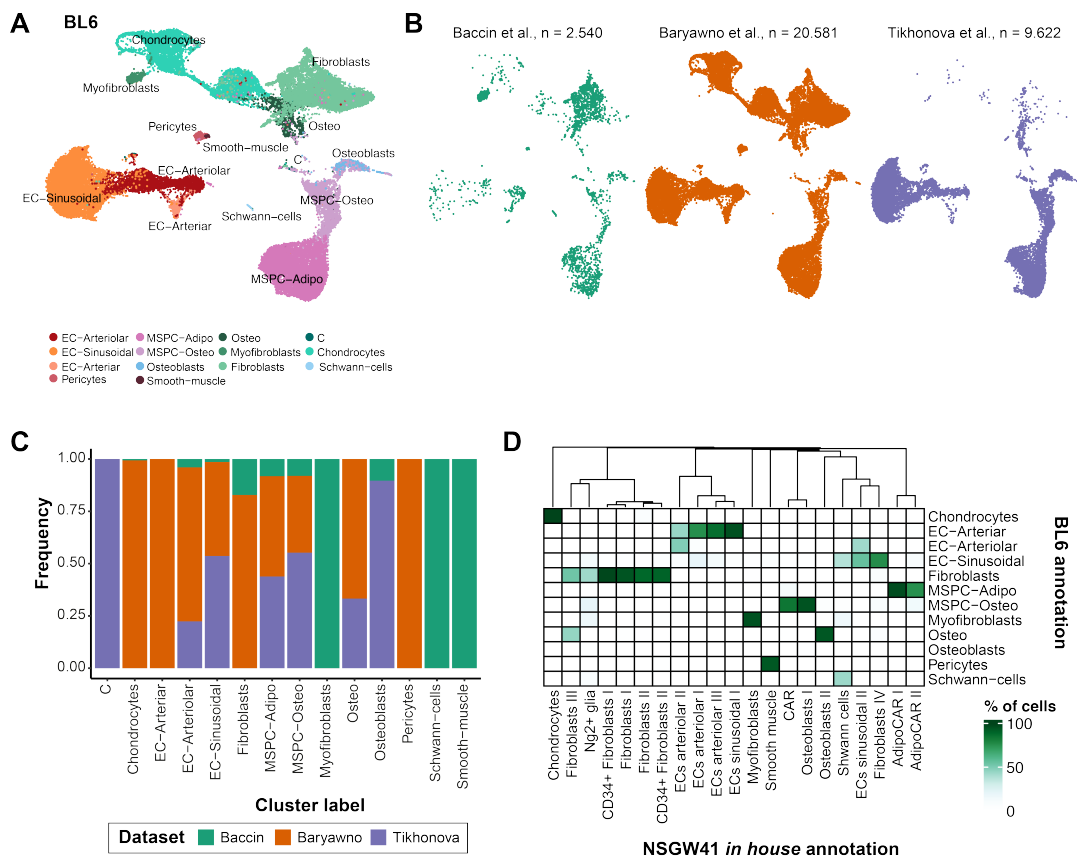 A
BL6
Chondrocytes
Fibroblasts
Myofibroblasts
Pericytes
Osteo
Smooth−muscle
C
Osteoblasts
EC−Arteriolar
EC−Sinusoidal
MSPC−Osteo
Schwann−cells
EC−Arteriar
MSPC−Adipo
EC−Arteriolar
MSPC−Adipo
Osteo
C
EC−Sinusoidal
MSPC−Osteo
Myofibroblasts
Chondrocytes
EC−Arteriar
Osteoblasts
Fibroblasts
Schwann−cells
Pericytes
Smooth−muscle
B
Baccin et al., n = 2.540
Baryawno et al., n = 20.581
Tikhonova et al., n = 9.622
C
Frequency
1.00
0.75
0.50
0.25
0.00
C
Chondrocytes
EC−Arteriar
EC−Arteriolar
EC−Sinusoidal
Fibroblasts
MSPC−Adipo
MSPC−Osteo
Myofibroblasts
Osteo
Osteoblasts
Pericytes
Schwann−cells
Smooth−muscle
Cluster label
Dataset
Baccin
Baryawno
Tikhonova
D
Chondrocytes
EC−Arteriar
EC−Arteriolar
EC−Sinusoidal
Fibroblasts
MSPC−Adipo
MSPC−Osteo
Myofibroblasts
Osteo
Osteoblasts
Pericytes
Schwann−cells
BL6 annotation
Chondrocytes
Fibroblasts III
Ng2+ glia
CD34+ Fibroblasts I
Fibroblasts I
Fibroblasts II
CD34+ Fibroblasts II
ECs arteriolar II
ECs arteriolar I
ECs arteriolar III
ECs sinusoidal I
Myofibroblasts
Smooth muscle
CAR
Osteoblasts I
Osteoblasts II
Shwann cells
ECs sinusoidal II
Fibroblasts IV
AdipoCAR I
AdipoCAR II
% of cells
100
50
0
NSGW41 in house annotation